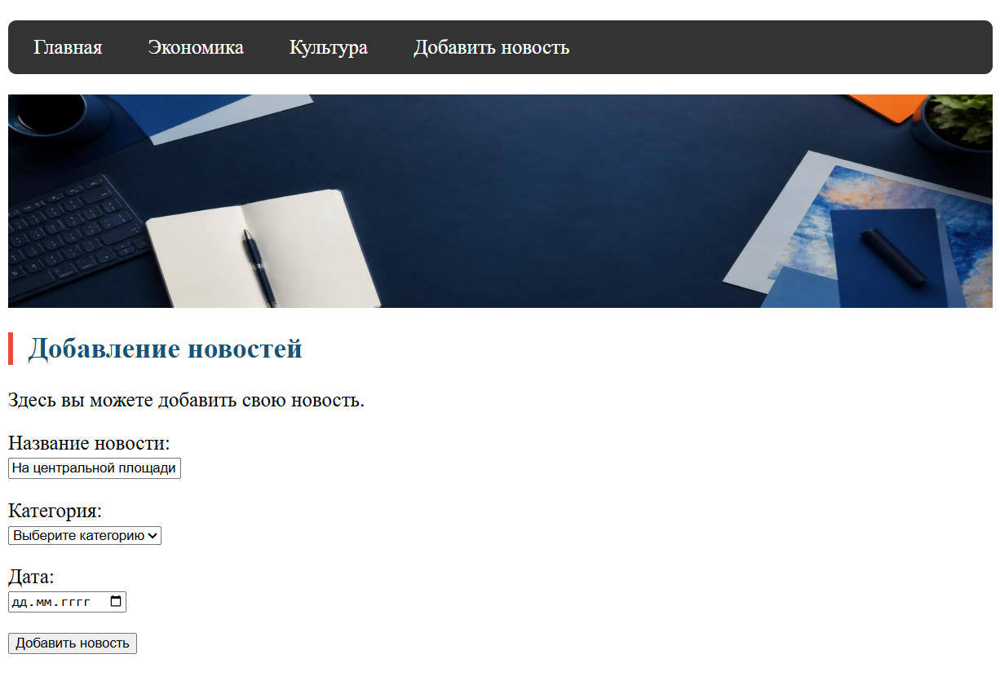 Главная Экономика Культура Добавить новость
Добавление новостей
Здесь вы можете добавить свою новость.
Название новости:
На центральной площади
Категория:
Выберите категорию
Дата:
дд.мм.гггг
Добавить новость